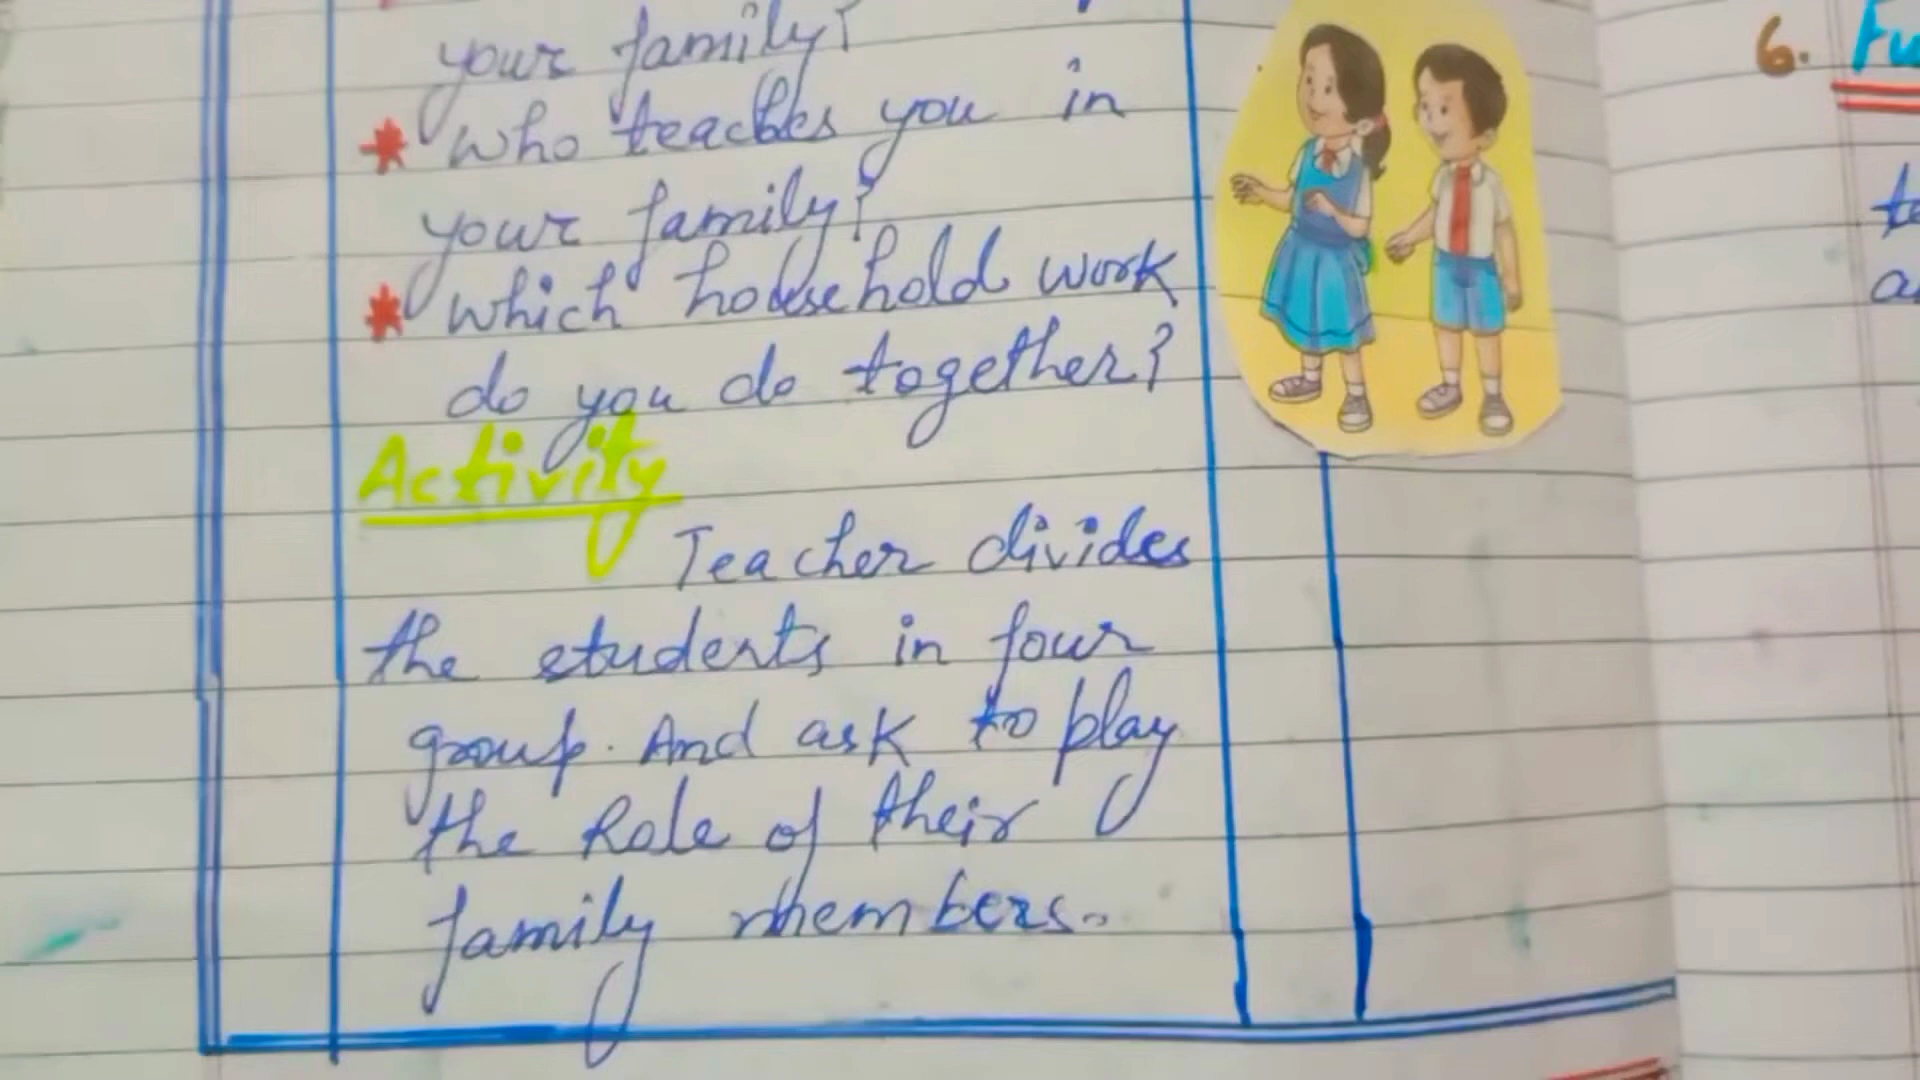 your family?
* who teaches you in
your family?
* which household work
do you do together?
Activity
Teacher divides
the students in four
group. And ask to play
the Role of their
family members.
6.